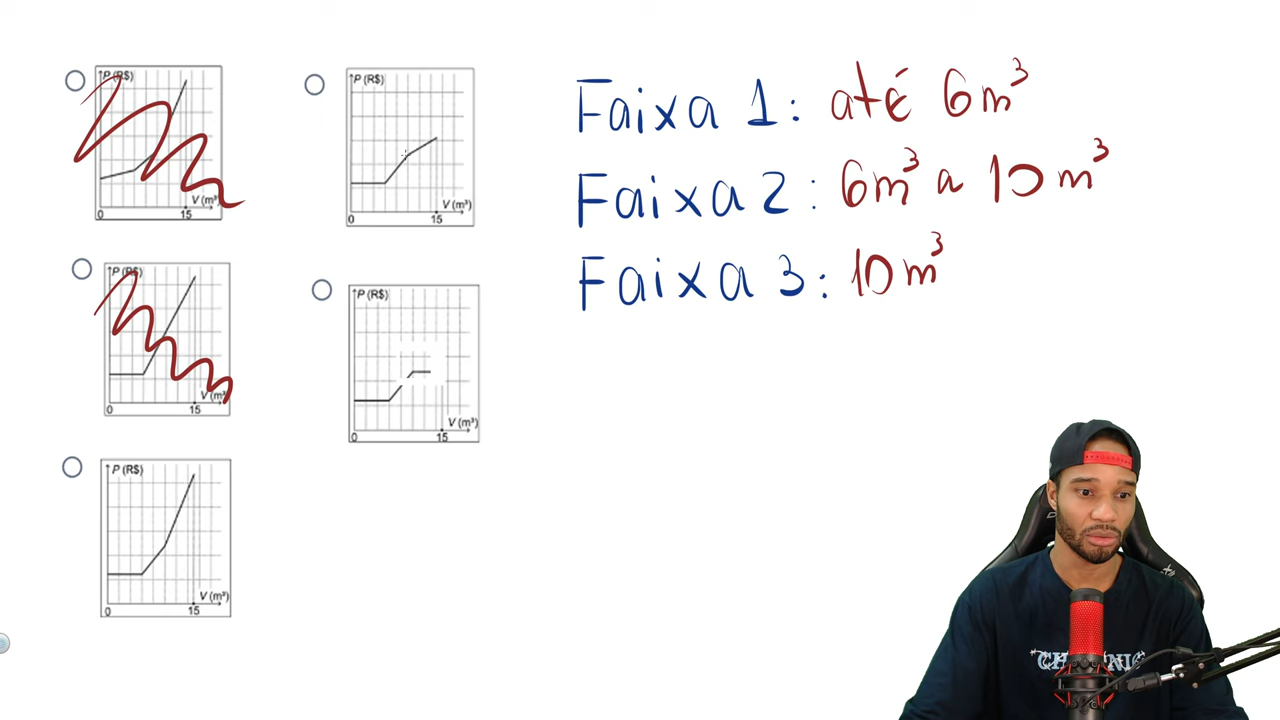 P (R$)
V (m³)
0
15
P (R$)
V (m³)
0
15
P (R$)
V (m³
0
15
P (R$)
V (m³)
0
15
P (R$)
V (m³)
0
15
Faixa 1: até 6m³
Faixa 2: 6m³ a 10m³
Faixa 3: 10m³